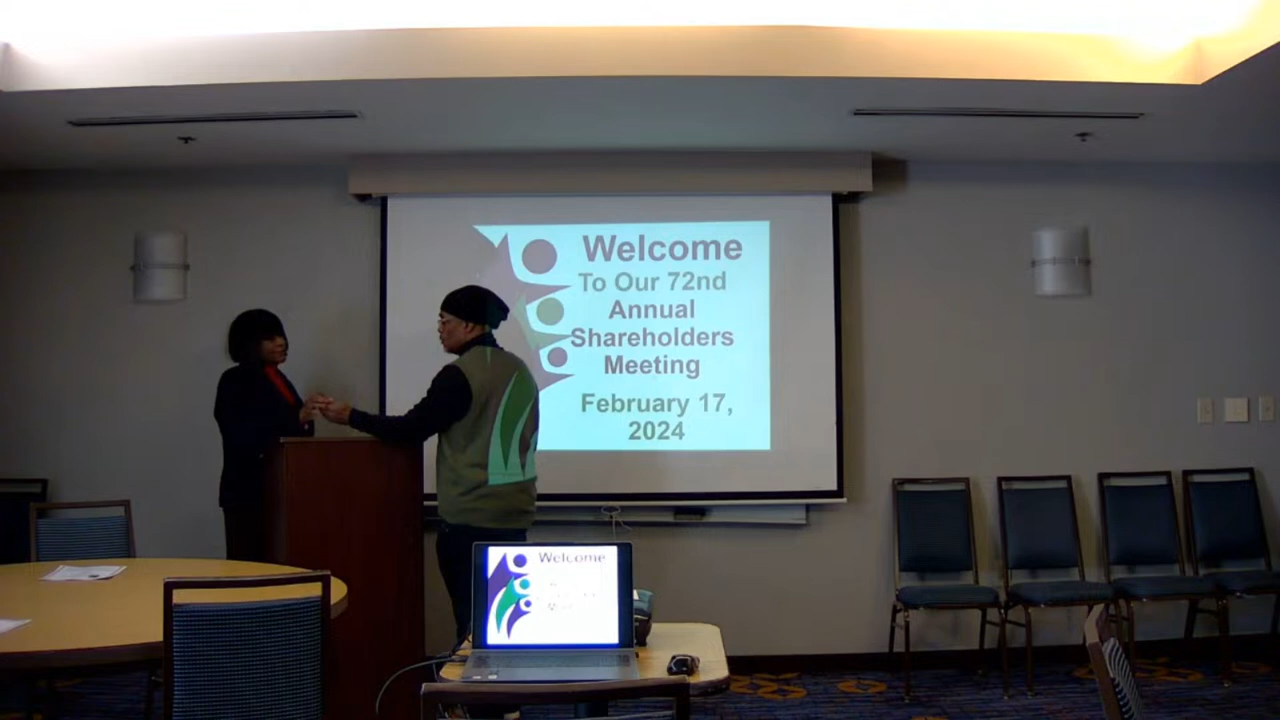 Welcome
To Our 72nd
Annual
Shareholders
Meeting
February 17,
2024
Welcome